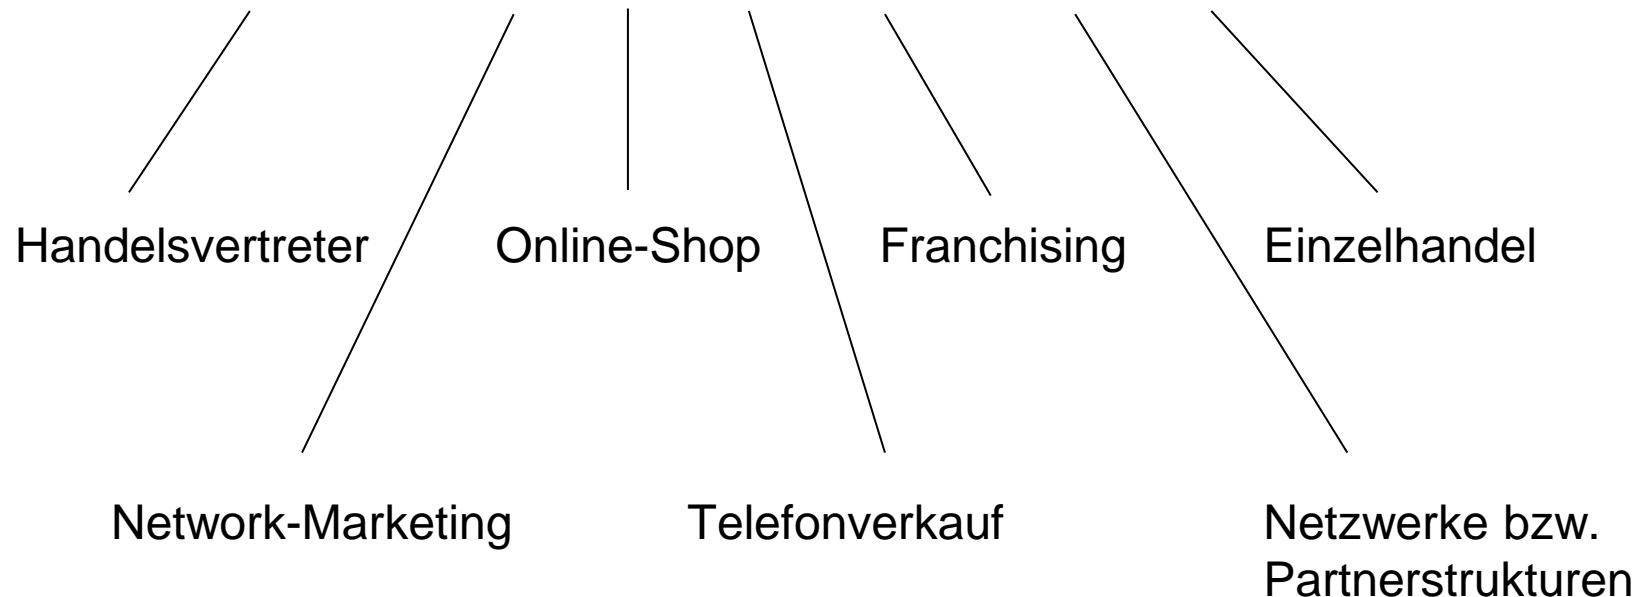 Handelsvertreter
Online-Shop
Franchising
Einzelhandel
Network-Marketing
Telefonverkauf
Netzwerke bzw.
Partnerstrukturen